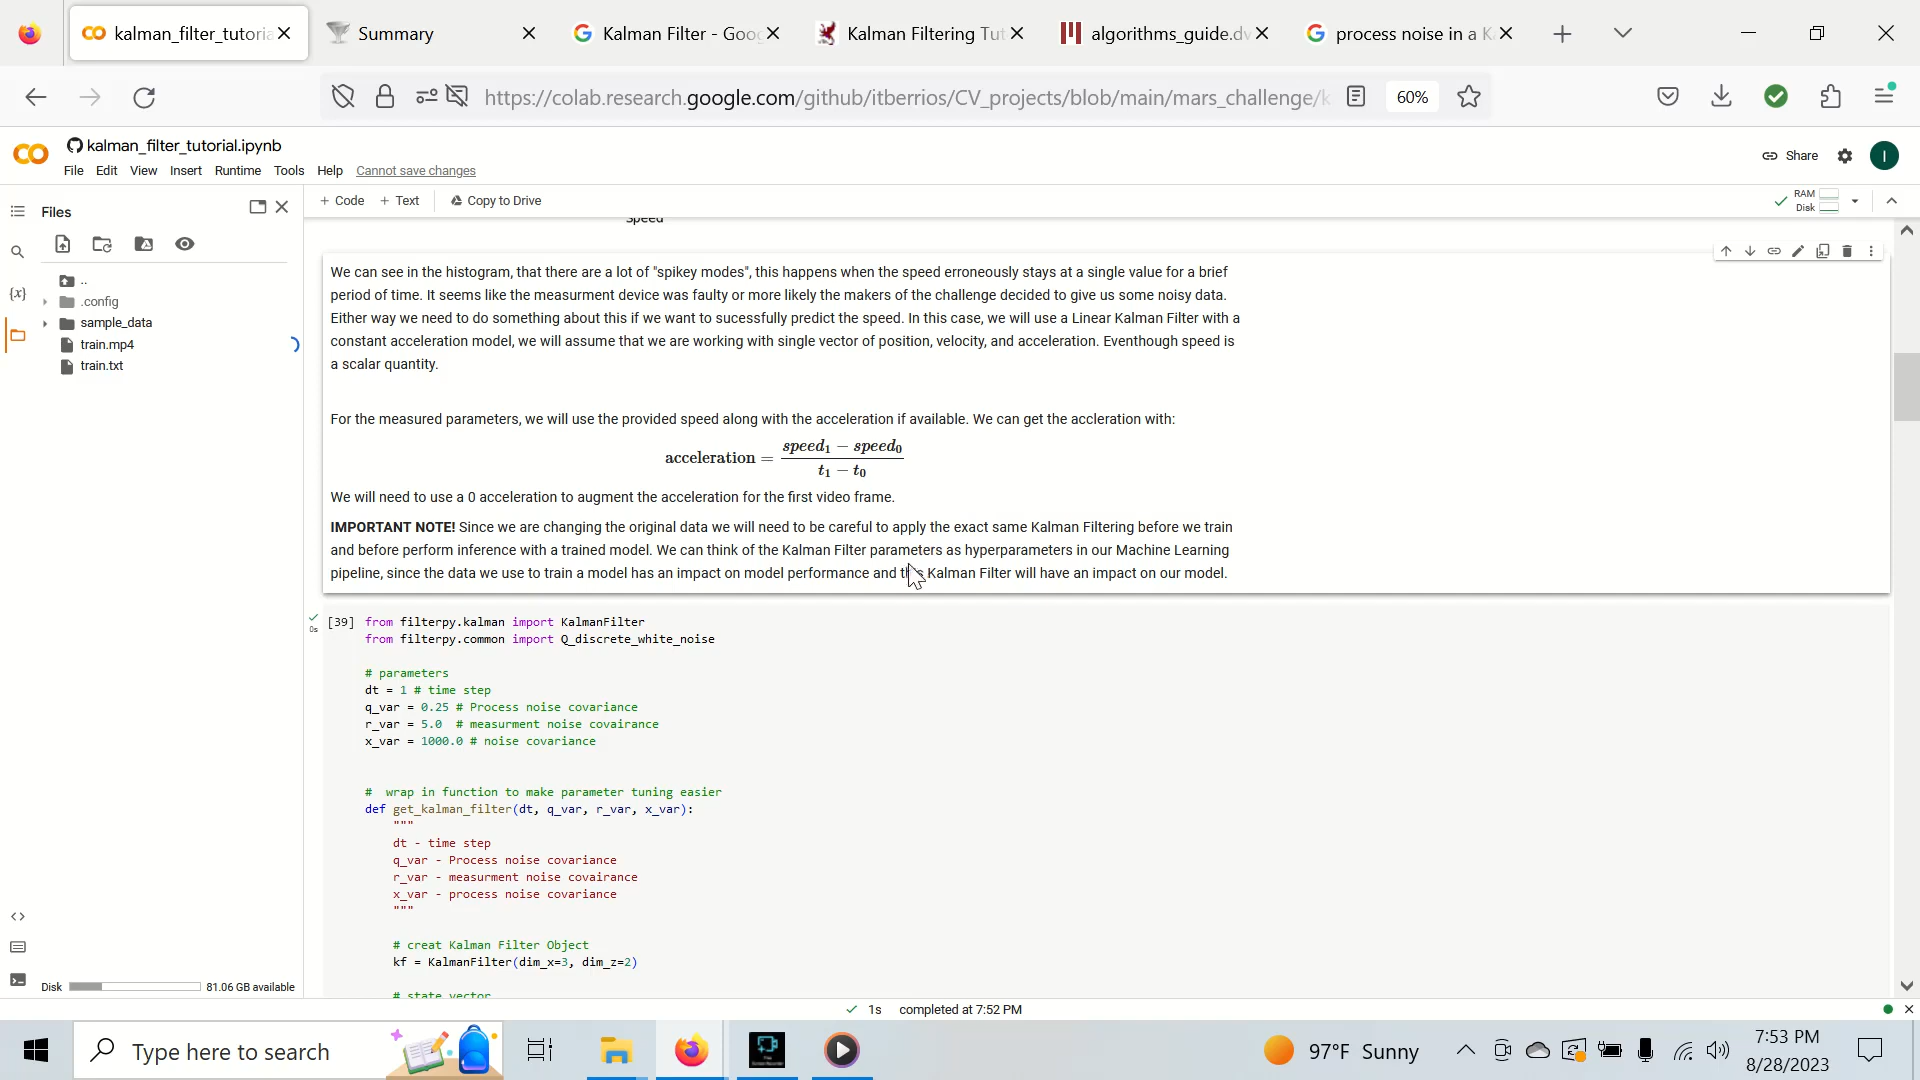 kalman_filter_tutoria
Summary
Kalman Filter - Goog
Kalman Filtering Tut
algorithms_guide.dv
process noise in a K
https://colab.research.google.com/github/itberrios/CV_projects/blob/main/mars_challenge/k
60%
kalman_filter_tutorial.ipynb
File Edit View Insert Runtime Tools Help Cannot save changes
Share
I
+ Code + Text Copy to Drive
RAM
Disk
Files
..
.config
sample_data
train.mp4
train.txt
{x}
Speed
We can see in the histogram, that there are a lot of "spikey modes", this happens when the speed erroneously stays at a single value for a brief
period of time. It seems like the measurment device was faulty or more likely the makers of the challenge decided to give us some noisy data.
Either way we need to do something about this if we want to sucessfully predict the speed. In this case, we will use a Linear Kalman Filter with a
constant acceleration model, we will assume that we are working with single vector of position, velocity, and acceleration. Eventhough speed is
a scalar quantity.
For the measured parameters, we will use the provided speed along with the acceleration if available. We can get the accleration with:
acceleration = speed₁ − speed₀
t₁ − t₀
We will need to use a 0 acceleration to augment the acceleration for the first video frame.
IMPORTANT NOTE! Since we are changing the original data we will need to be careful to apply the exact same Kalman Filtering before we train
and before perform inference with a trained model. We can think of the Kalman Filter parameters as hyperparameters in our Machine Learning
pipeline, since the data we use to train a model has an impact on model performance and this Kalman Filter will have an impact on our model.
0s
[39] from filterpy.kalman import KalmanFilter
from filterpy.common import Q_discrete_white_noise
# parameters
dt = 1 # time step
q_var = 0.25 # Process noise covariance
r_var = 5.0 # measurment noise covairance
x_var = 1000.0 # noise covariance
# wrap in function to make parameter tuning easier
def get_kalman_filter(dt, q_var, r_var, x_var):
"""
dt - time step
q_var - Process noise covariance
r_var - measurment noise covairance
x_var - process noise covariance
"""
# creat Kalman Filter Object
kf = KalmanFilter(dim_x=3, dim_z=2)
# state vector
Disk
81.06 GB available
1s completed at 7:52 PM
Type here to search
97°F Sunny
7:53 PM
8/28/2023